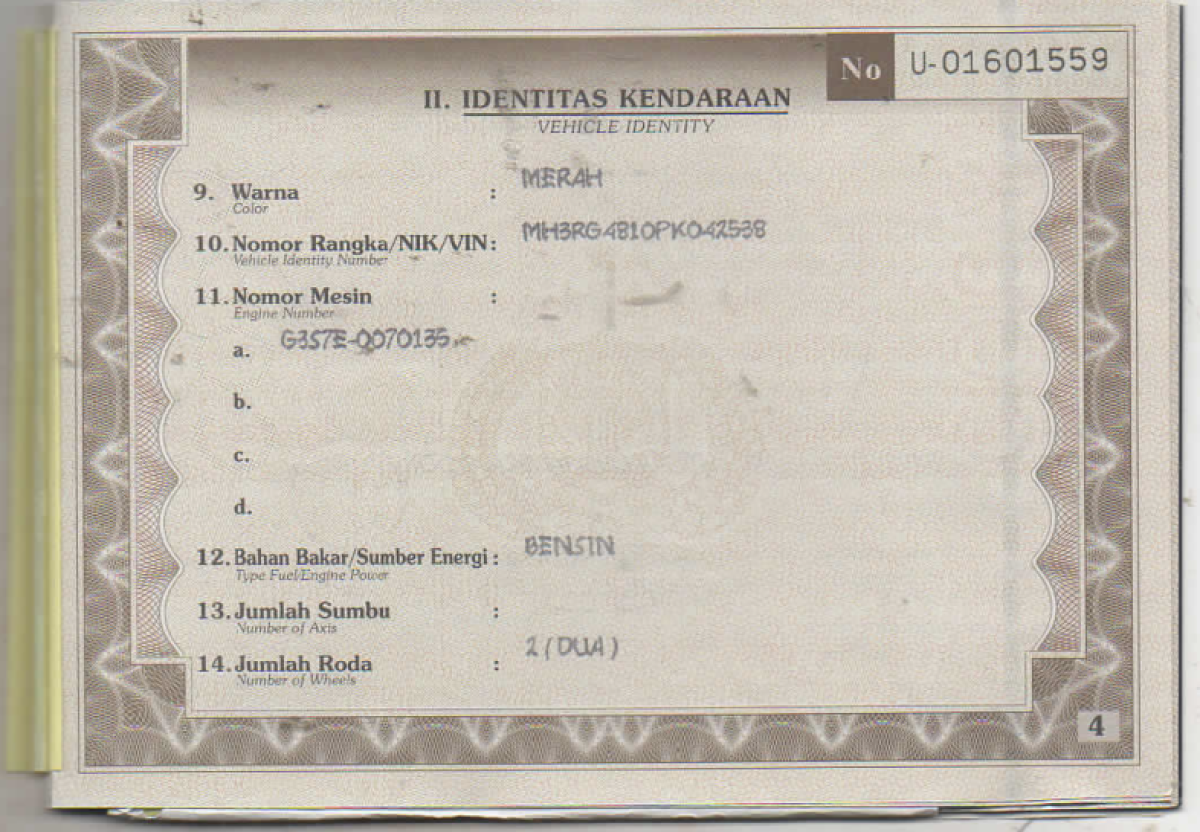 No U-01601559
II. IDENTITAS KENDARAAN
VEHICLE IDENTITY
9. Warna : MERAH
Color
10. Nomor Rangka/NIK/VIN: MH3RG4810PK042538
Vehicle Identity Number
11. Nomor Mesin :
Engine Number
a. G3S7E-0070135
b.
c.
d.
12. Bahan Bakar/Sumber Energi : BENSIN
Type Fuel/Engine Power
13. Jumlah Sumbu :
Number of Axis
14. Jumlah Roda : 2 ( DUA )
Number of Wheels
4